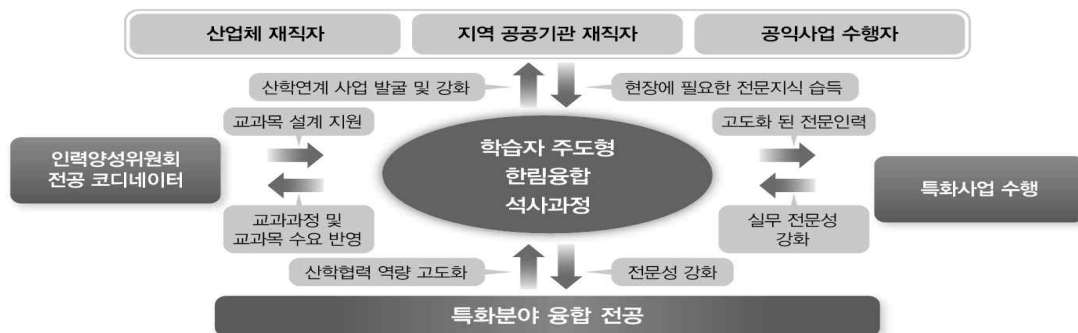 산업체 재직자
지역 공공기관 재직자
공익사업 수행자
산학연계 사업 발굴 및 강화
현장에 필요한 전문지식 습득
교과목 설계 지원
고도화 된 전문인력
인력양성위원회
전공 코디네이터
학습자 주도형
한림융합
석사과정
특화사업 수행
교과과정 및
교과목 수요 반영
실무 전문성
강화
산학협력 역량 고도화
전문성 강화
특화분야 융합 전공